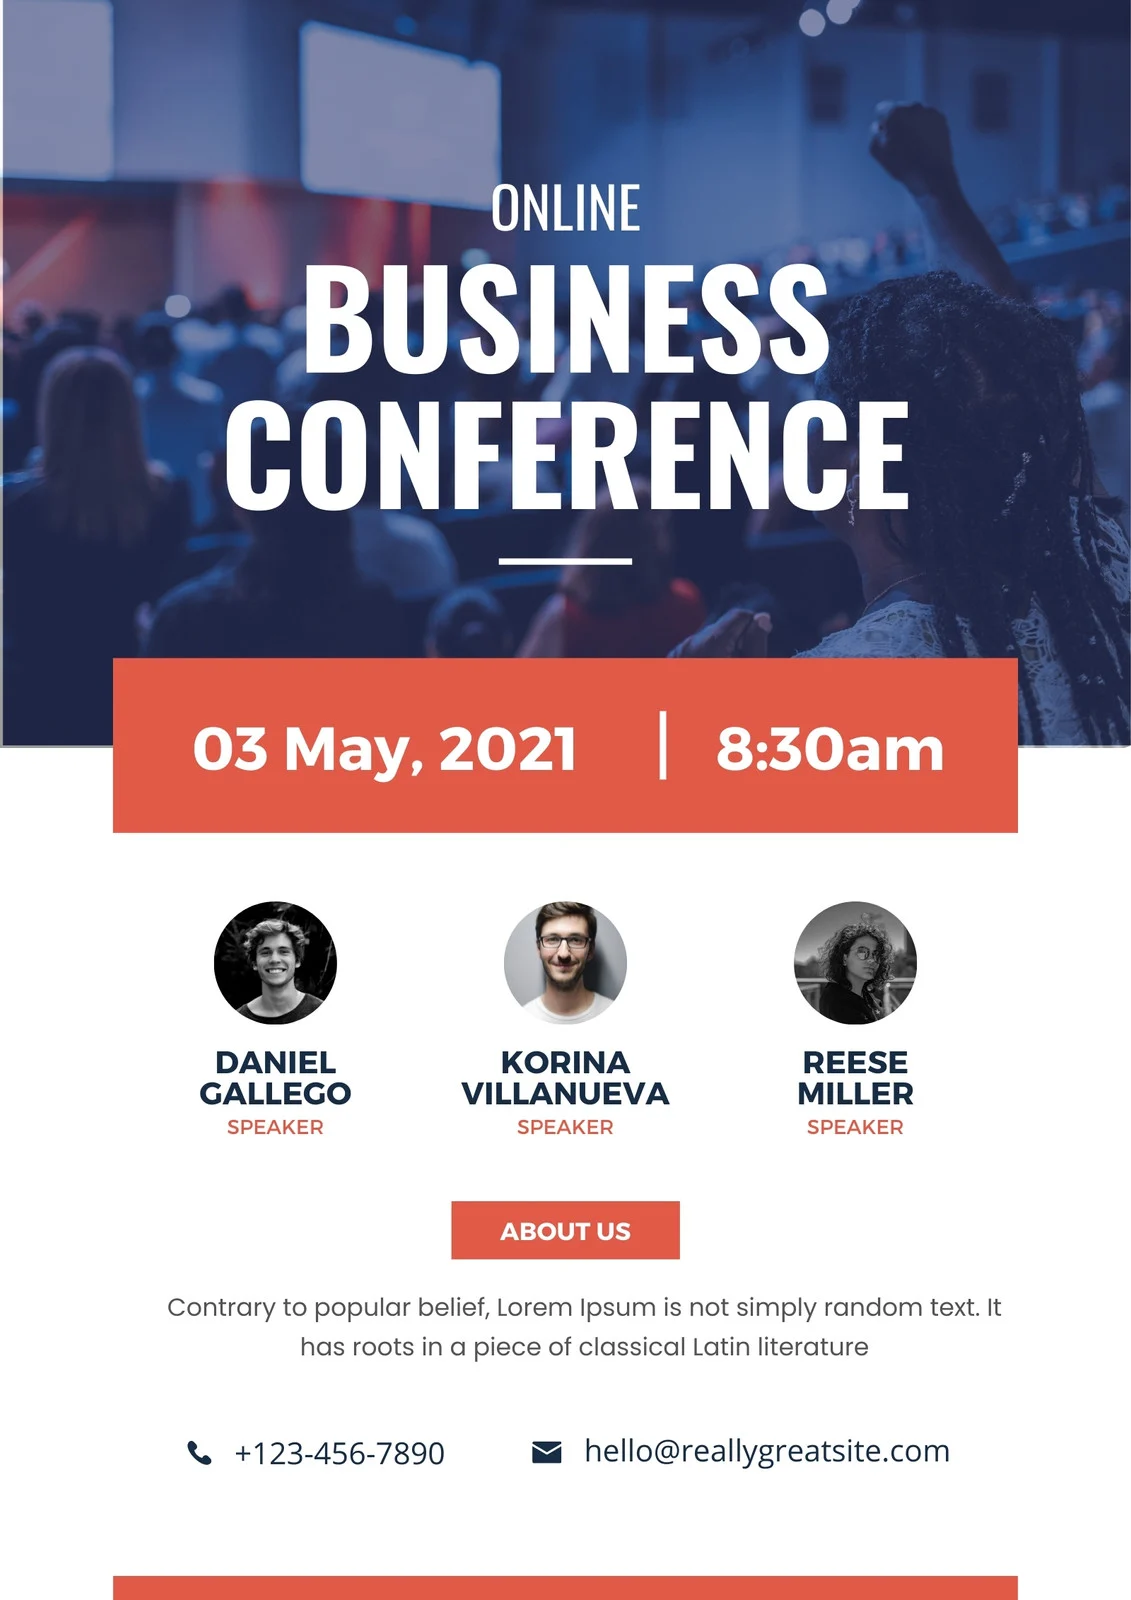 ONLINE
BUSINESS
CONFERENCE
03 May, 2021 | 8:30am
DANIEL
GALLEGO
SPEAKER
KORINA
VILLANUEVA
SPEAKER
REESE
MILLER
SPEAKER
ABOUT US
Contrary to popular belief, Lorem Ipsum is not simply random text. It
has roots in a piece of classical Latin literature
+123-456-7890
hello@reallygreatsite.com